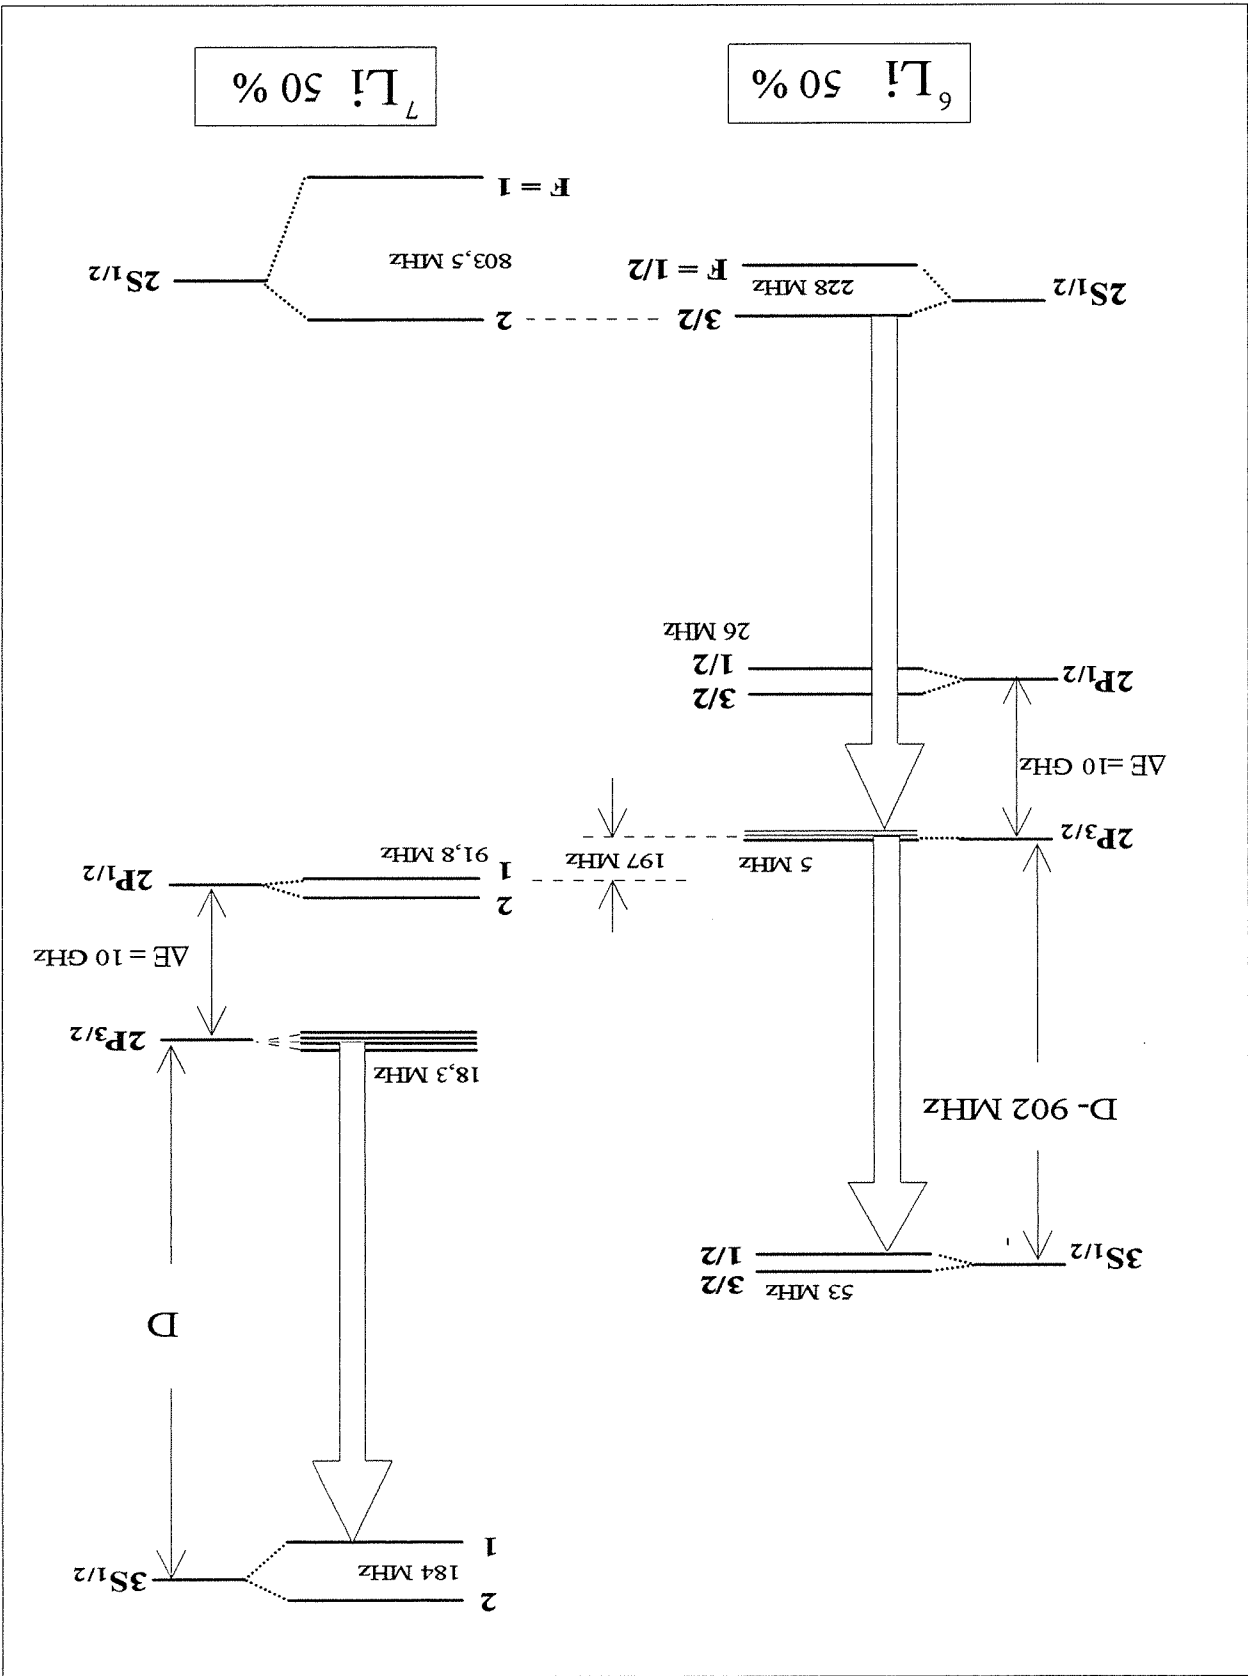 2
184 MHz
3S1/2
1
D
53 MHz
3/2
3S1/2
1/2
D- 902 MHz
18,3 MHz
2P3/2
ΔE = 10 GHz
2
1
91,8 MHz
2P1/2
197 MHz
5 MHz
2P3/2
ΔE =10 GHz
3/2
2P1/2
1/2
26 MHz
3/2
2
2S1/2
228 MHz
F = 1/2
803,5 MHz
2S1/2
F = 1
6Li 50 %
7Li 50 %